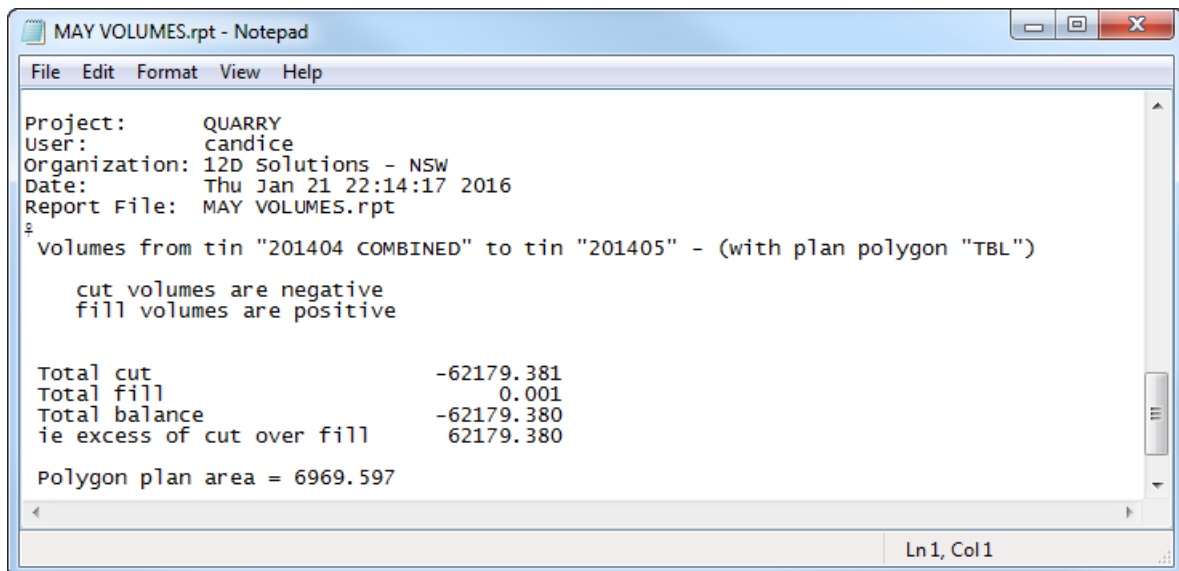 MAY VOLUMES.rpt - Notepad
File Edit Format View Help
Project: QUARRY
User: candice
Organization: 12D Solutions - NSW
Date: Thu Jan 21 22:14:17 2016
Report File: MAY VOLUMES.rpt
♀
Volumes from tin "201404 COMBINED" to tin "201405" - (with plan polygon "TBL")
cut volumes are negative
fill volumes are positive
Total cut -62179.381
Total fill 0.001
Total balance -62179.380
ie excess of cut over fill 62179.380
Polygon plan area = 6969.597
Ln 1, Col 1